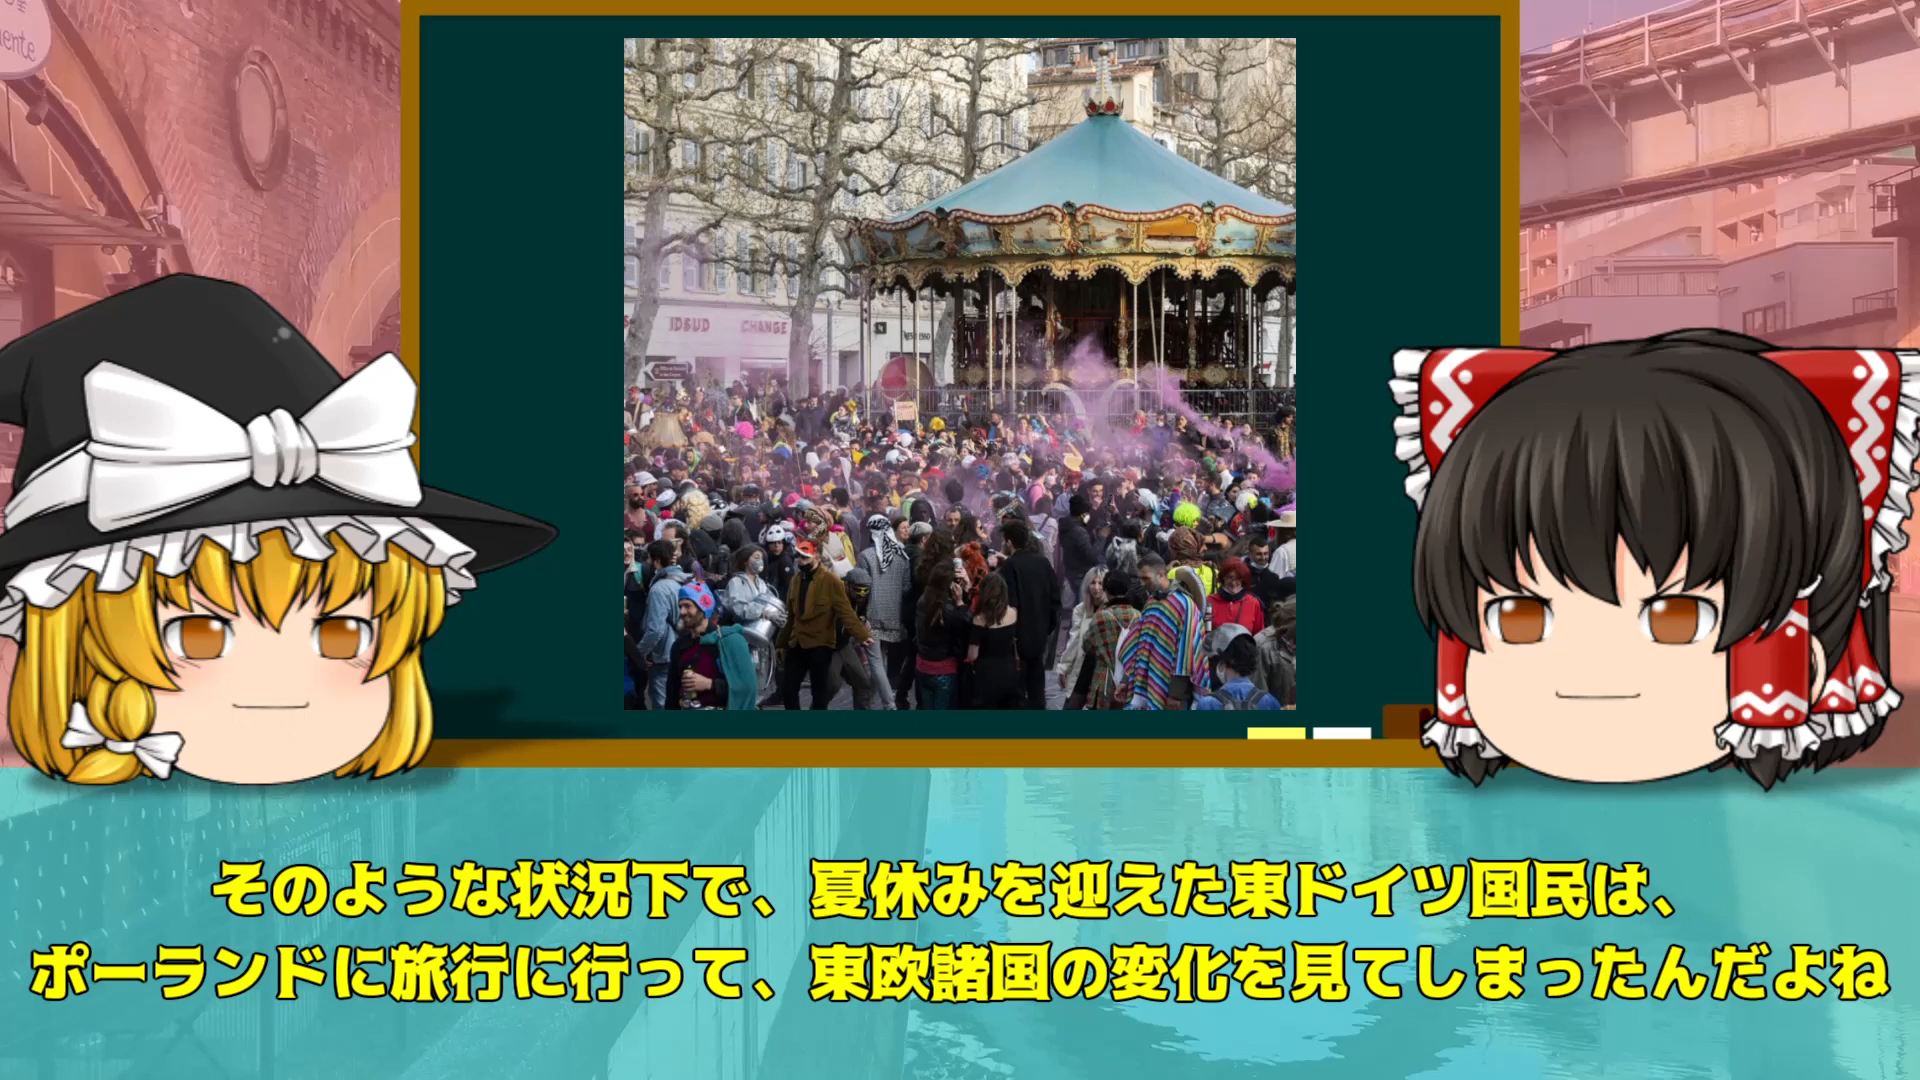 IDSUD
CHANGE
そのような状況下で、夏休みを迎えた東ドイツ国民は、
ポーランドに旅行に行って、東欧諸国の変化を見てしまったんだよね